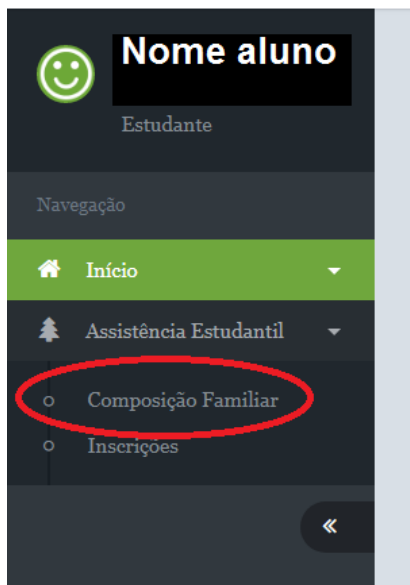 Nome aluno
Estudante
Navegação
Início
Assistência Estudantil
Composição Familiar
Inscrições